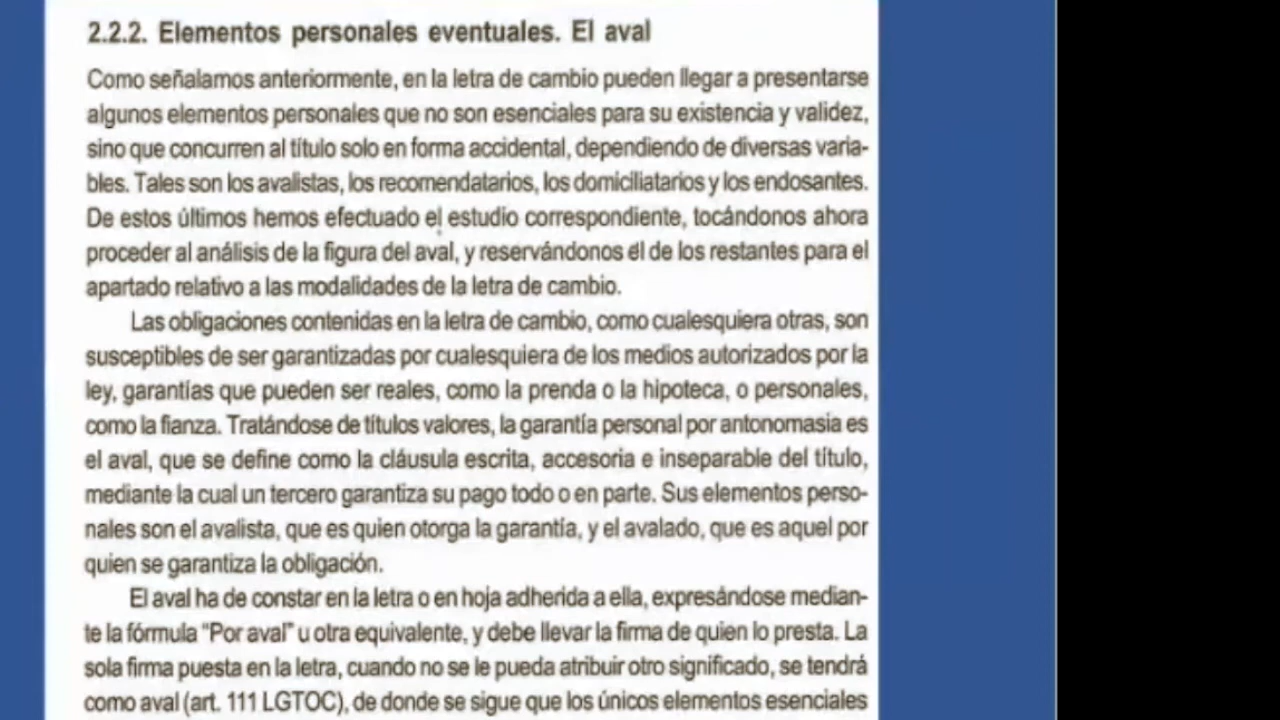 2.2.2. Elementos personales eventuales. El aval
Como señalamos anteriormente, en la letra de cambio pueden llegar a presentarse
algunos elementos personales que no son esenciales para su existencia y validez,
sino que concurren al título solo en forma accidental, dependiendo de diversas varia-
bles. Tales son los avalistas, los recomendatarios, los domiciliatarios y los endosantes.
De estos últimos hemos efectuado el estudio correspondiente, tocándonos ahora
proceder al análisis de la figura del aval, y reservándonos él de los restantes para el
apartado relativo a las modalidades de la letra de cambio.
Las obligaciones contenidas en la letra de cambio, como cualesquiera otras, son
susceptibles de ser garantizadas por cualesquiera de los medios autorizados por la
ley, garantías que pueden ser reales, como la prenda o la hipoteca, o personales,
como la fianza. Tratándose de títulos valores, la garantía personal por antonomasia es
el aval, que se define como la cláusula escrita, accesoria e inseparable del título,
mediante la cual un tercero garantiza su pago todo o en parte. Sus elementos perso-
nales son el avalista, que es quien otorga la garantía, y el avalado, que es aquel por
quien se garantiza la obligación.
El aval ha de constar en la letra o en hoja adherida a ella, expresándose median-
te la fórmula “Por aval” u otra equivalente, y debe llevar la firma de quien lo presta. La
sola firma puesta en la letra, cuando no se le pueda atribuir otro significado, se tendrá
como aval (art. 111 LGTOC), de donde se sigue que los únicos elementos esenciales